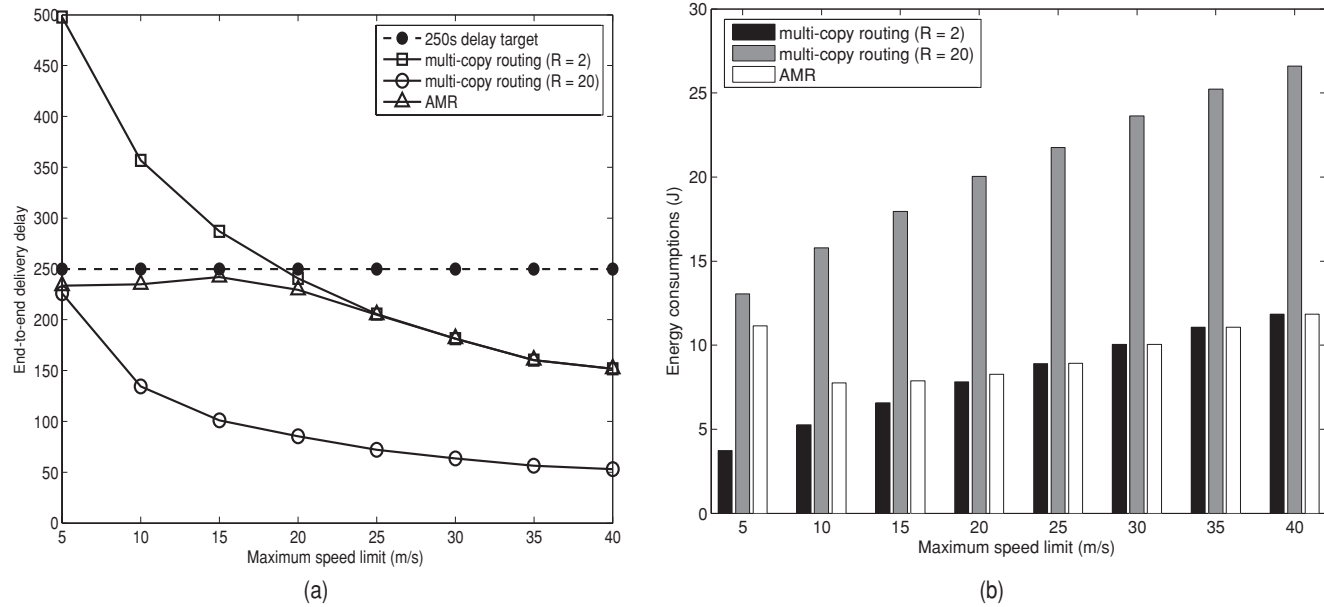 500
450
400
350
300
250
200
150
100
50
0
5
10
15
20
25
30
35
40
End-to-end delivery delay
Maximum speed limit (m/s)
250s delay target
multi-copy routing (R = 2)
multi-copy routing (R = 20)
AMR
(a)
30
25
20
15
10
5
0
5
10
15
20
25
30
35
40
Energy consumptions (J)
Maximum speed limit (m/s)
multi-copy routing (R = 2)
multi-copy routing (R = 20)
AMR
(b)